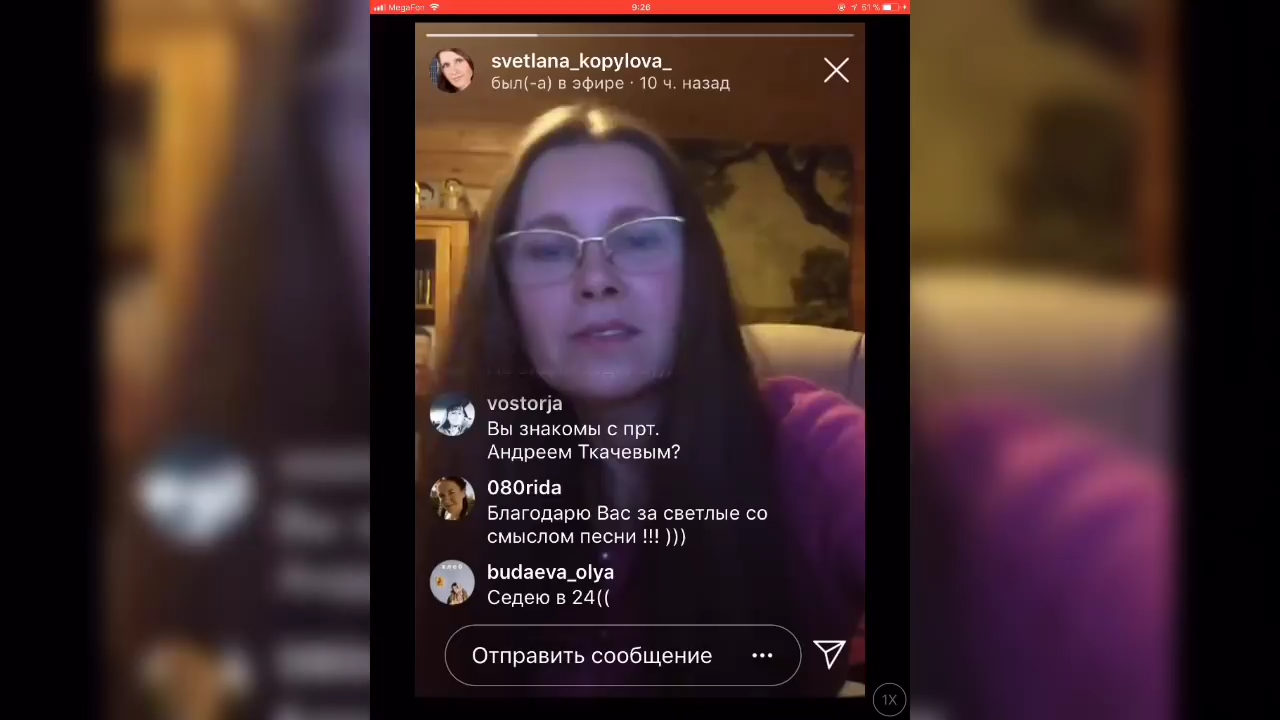 MegaFon
9:26
51 %
svetlana_kopylova_
был(-а) в эфире · 10 ч. назад
vostorja
Вы знакомы с прт.
Андреем Ткачевым?
080rida
Благодарю Вас за светлые со
смыслом песни !!! )))
budaeva_olya
Седею в 24((
Отправить сообщение
1X